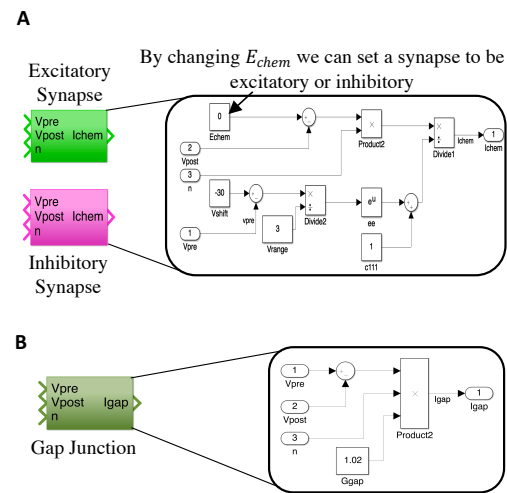 A
By changing E_chem we can set a synapse to be
excitatory or inhibitory
Excitatory
Synapse
Vpre
Vpost Ichem
n
Vpre
Vpost Ichem
n
Inhibitory
Synapse
0
Echem
+
-
2
Vpost
3
n
×
Product2
×
÷
Divide1
Ichem
1
Ichem
-30
Vshift
+
-
vpre
1
Vpre
3
Vrange
×
÷
Divide2
e^u
ee
+
+
1
c111
B
Vpre
Vpost Igap
n
Gap Junction
1
Vpre
+
-
2
Vpost
3
n
1.02
Ggap
×
Product2
Igap
1
Igap